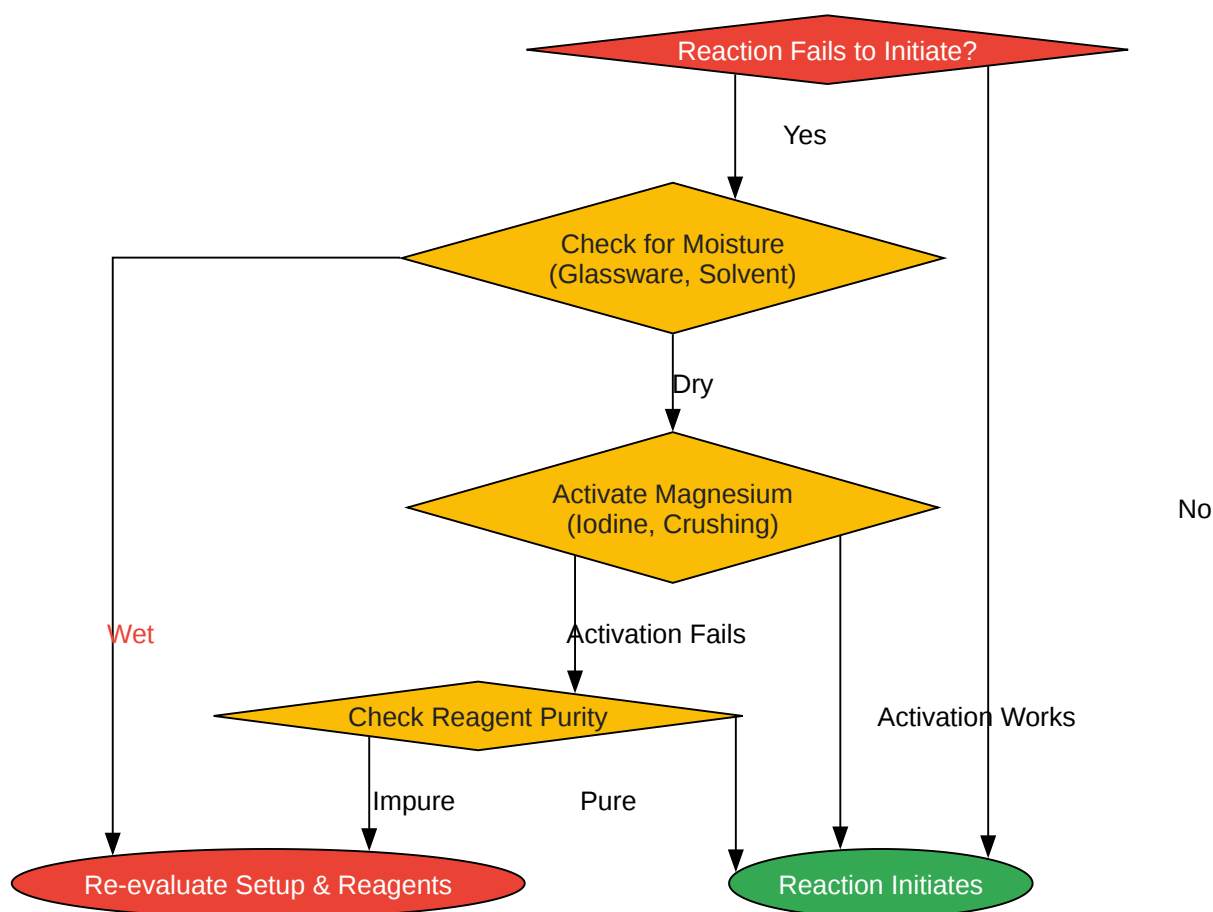 Reaction Fails to Initiate?
Yes
Check for Moisture
(Glassware, Solvent)
Dry
Activate Magnesium
(Iodine, Crushing)
No
Wet
Activation Fails
Check Reagent Purity
Activation Works
Impure
Pure
Re-evaluate Setup & Reagents
Reaction Initiates